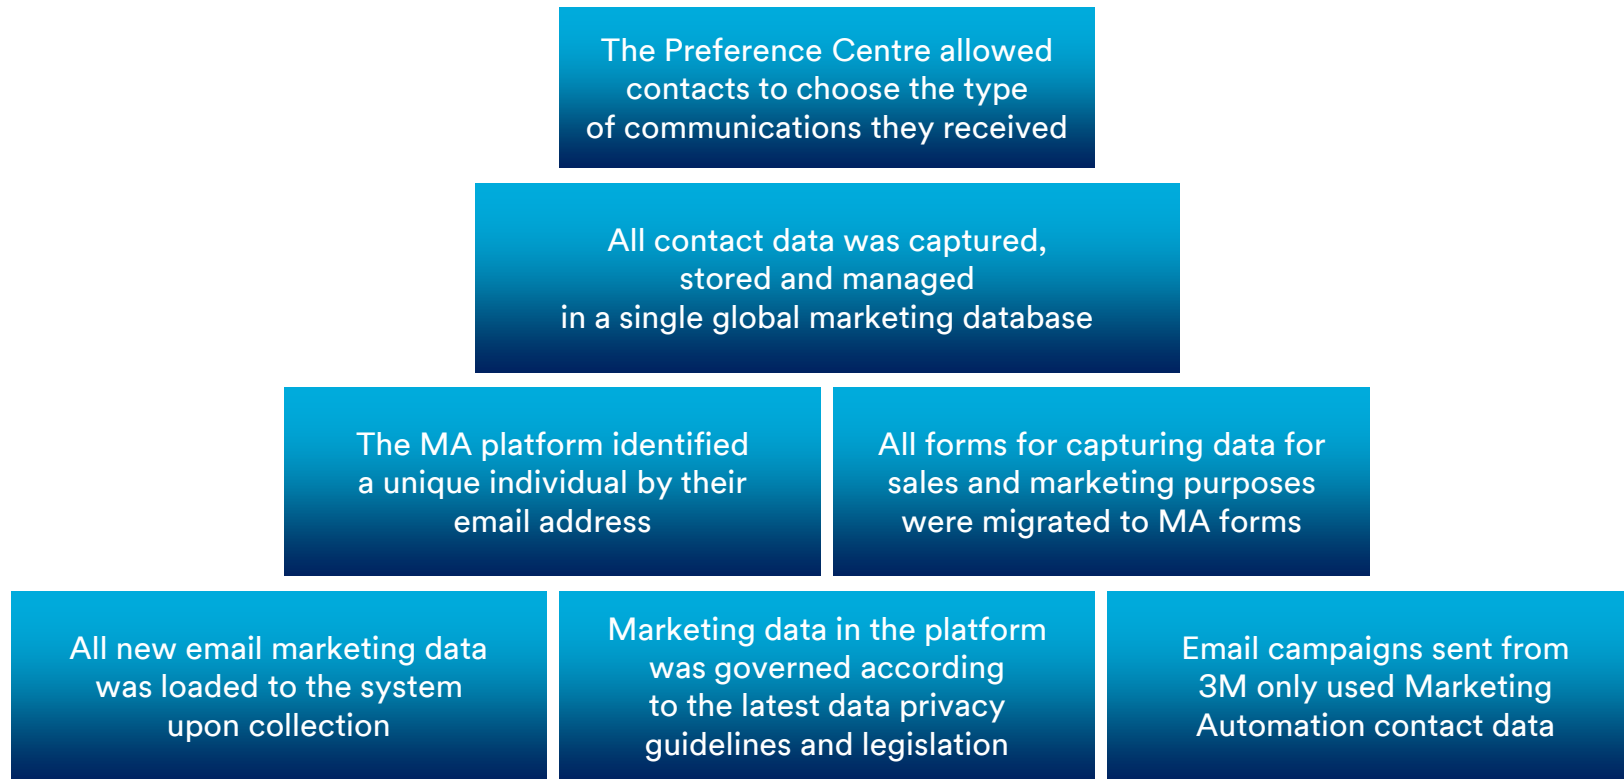 The Preference Centre allowed
contacts to choose the type
of communications they received
All contact data was captured,
stored and managed
in a single global marketing database
The MA platform identified
a unique individual by their
email address
All forms for capturing data for
sales and marketing purposes
were migrated to MA forms
All new email marketing data
was loaded to the system
upon collection
Marketing data in the platform
was governed according
to the latest data privacy
guidelines and legislation
Email campaigns sent from
3M only used Marketing
Automation contact data